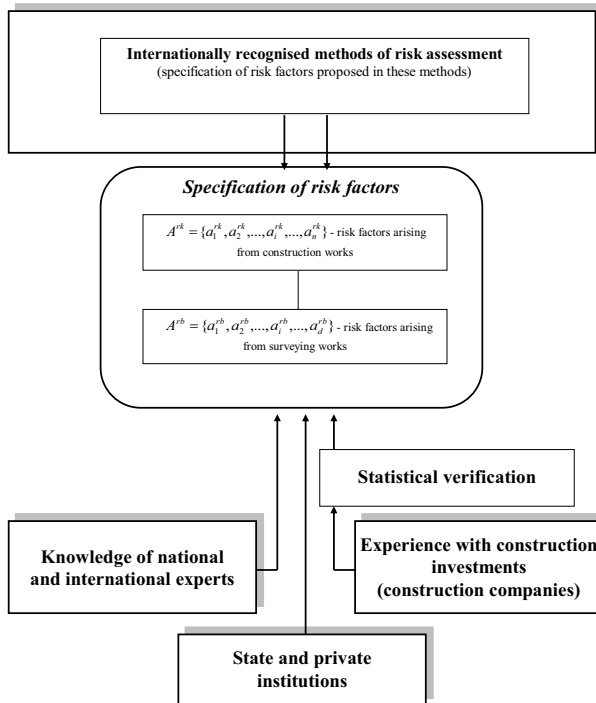 Internationally recognised methods of risk assessment
(specification of risk factors proposed in these methods)
Specification of risk factors
A^{rk} = {a_1^{rk}, a_2^{rk},..., a_i^{rk},..., a_n^{rk}} - risk factors arising
from construction works
A^{rb} = {a_1^{rb}, a_2^{rb},..., a_i^{rb},..., a_d^{rb}} - risk factors arising
from surveying works
Statistical verification
Knowledge of national
and international experts
Experience with construction
investments
(construction companies)
State and private
institutions